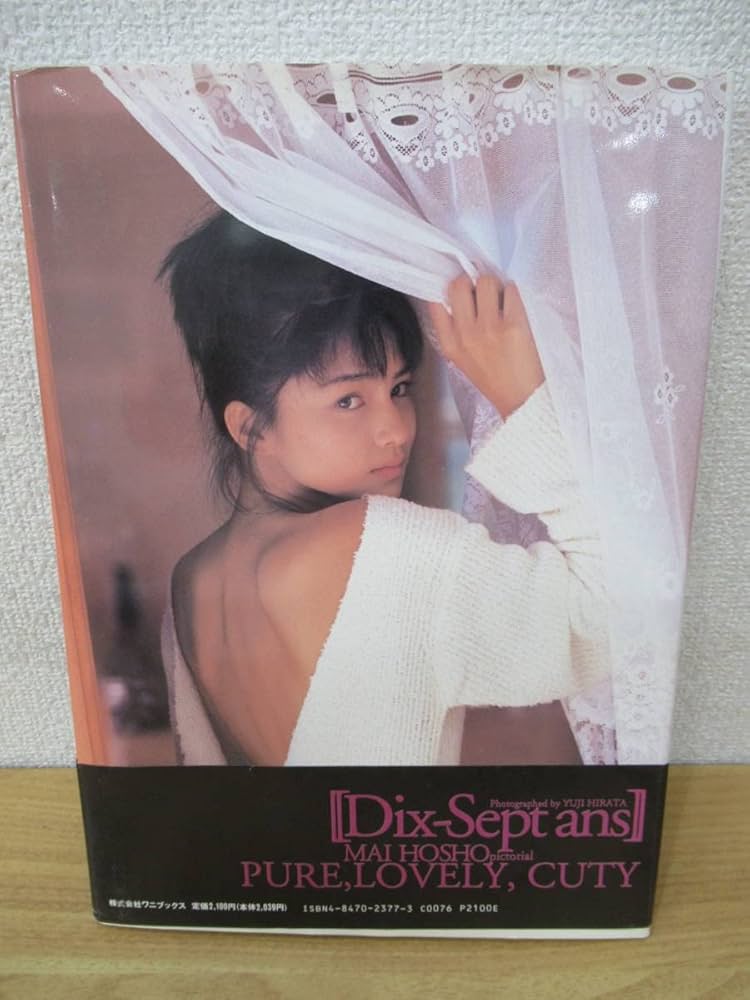 [Dix-Sept ans]
Photographed by YUJI HIRATA
MAI HOSHO pictorial
PURE,LOVELY, CUTY
株式会社ワニブックス 定価2,100円(本体2,039円) ISBN4-8470-2377-3 C0076 P2100E